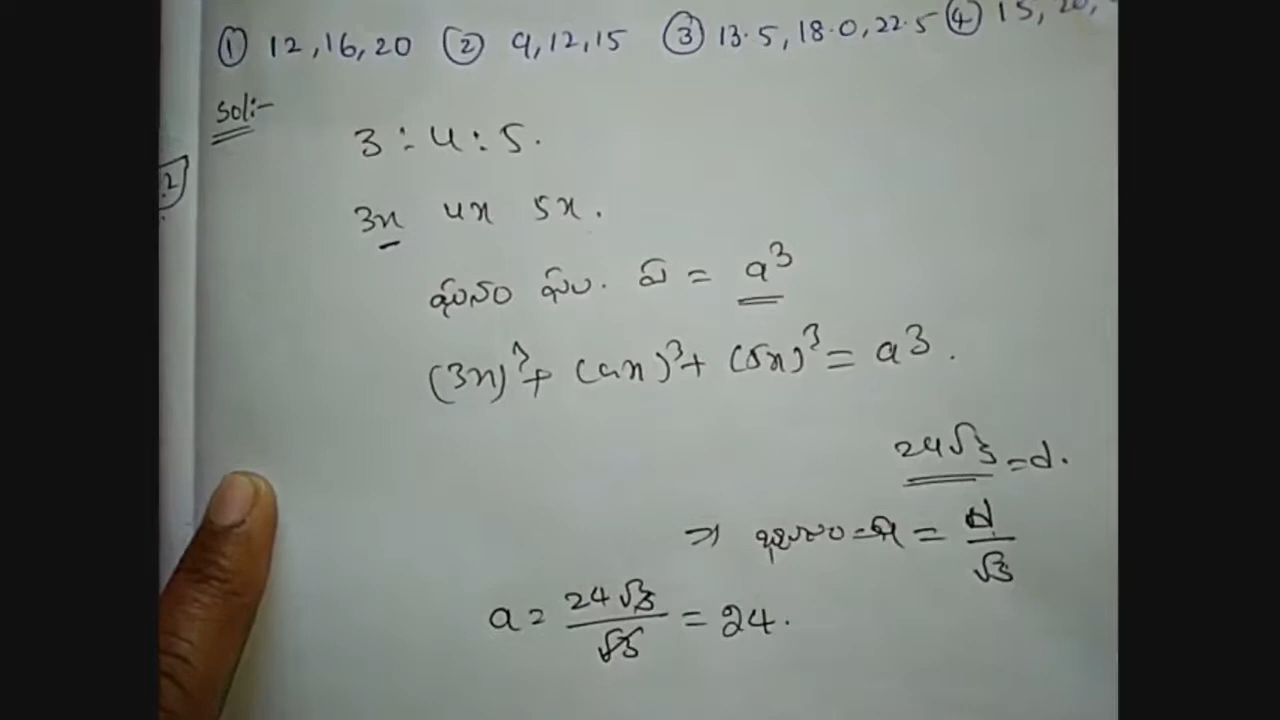 ① 12,16,20 ② 9,12,15 ③ 13.5, 18.0, 22.5 ④ 15, 20,
Sol:-
2
3 : 4 : 5.
3x 4x 5x.
ఘనం ఘ. ప = a³
(3x)³+ (4x)³+ (5x)³ = a³.
24√3 = d.
⇒ = d/√3
a = 24√3/√3 = 24.